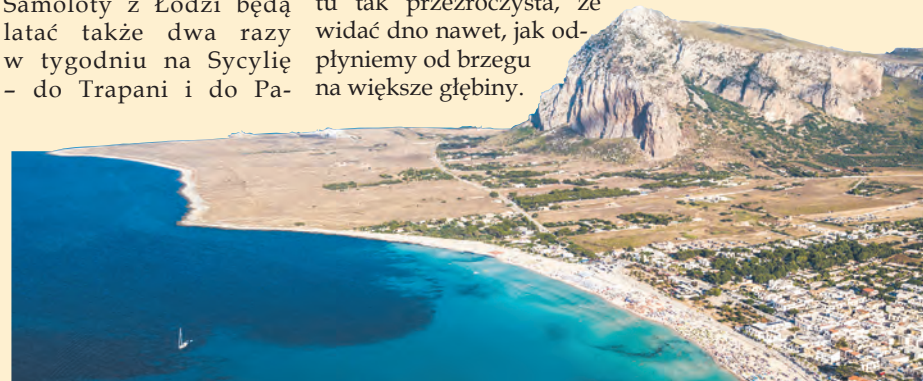 Samoloty z Łodzi będą
latać także dwa razy
w tygodniu na Sycylię
– do Trapani i do Pa-
tu tak przezroczysta, że
widać dno nawet, jak od-
płyniemy od brzegu
na większe głębiny.